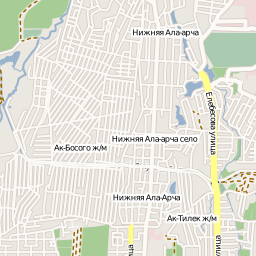 Нижняя Ала-арча
Елебесова улица
Нижняя Ала-арча село
Ак-Босого ж/м
Нижняя Ала-Арча
Ак-Тилек ж/м